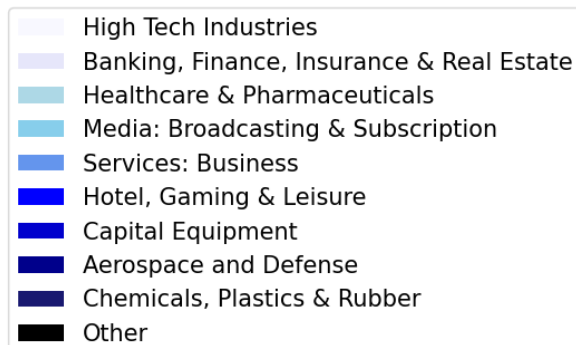 High Tech Industries
Banking, Finance, Insurance & Real Estate
Healthcare & Pharmaceuticals
Media: Broadcasting & Subscription
Services: Business
Hotel, Gaming & Leisure
Capital Equipment
Aerospace and Defense
Chemicals, Plastics & Rubber
Other